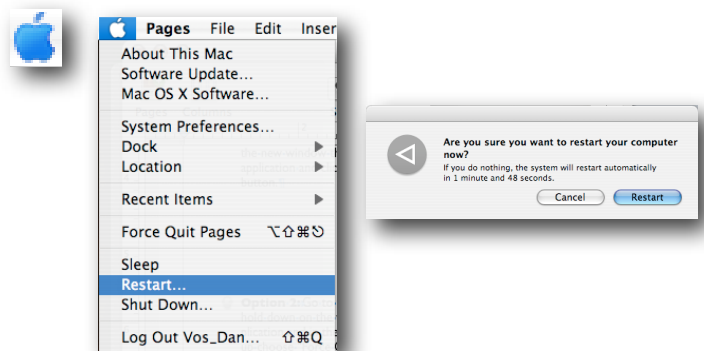 Pages File Edit Inser
About This Mac
Software Update...
Mac OS X Software...
System Preferences...
Dock
Location
Recent Items
Force Quit Pages ⌥⇧⌘⎋
Sleep
Restart...
Shut Down...
Log Out Vos_Dan... ⇧⌘Q
Are you sure you want to restart your computer
now?
If you do nothing, the system will restart automatically
in 1 minute and 48 seconds.
Cancel Restart